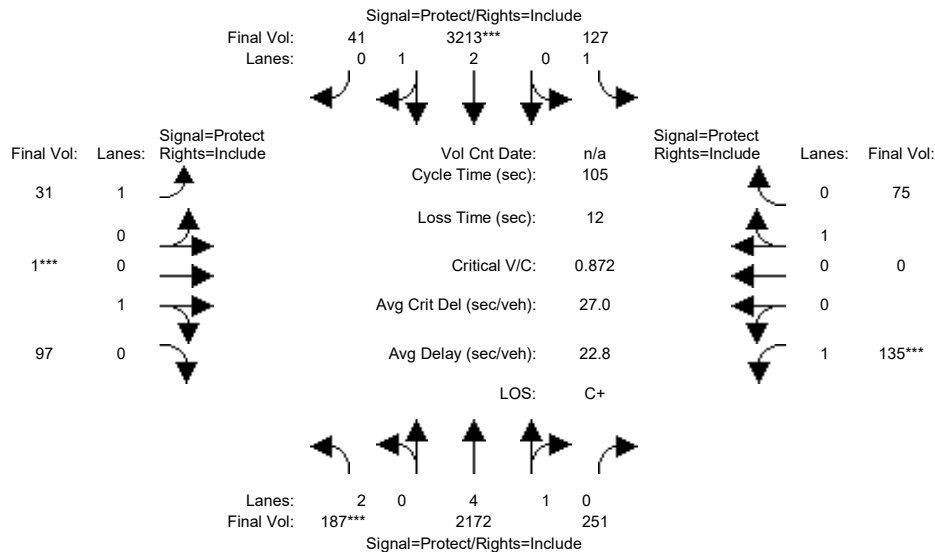 Signal=Protect/Rights=Include
Final Vol: 41 3213*** 127
Lanes: 0 1 2 0 1
Signal=Protect
Final Vol: Lanes: Rights=Include
Vol Cnt Date: n/a
Signal=Protect
Rights=Include Lanes: Final Vol:
Cycle Time (sec): 105
31 1
0 75
Loss Time (sec): 12
0
1
1*** 0
Critical V/C: 0.872
0 0
1
Avg Crit Del (sec/veh): 27.0
0
97 0
Avg Delay (sec/veh): 22.8
1 135***
LOS: C+
Lanes: 2 0 4 1 0
Final Vol: 187*** 2172 251
Signal=Protect/Rights=Include